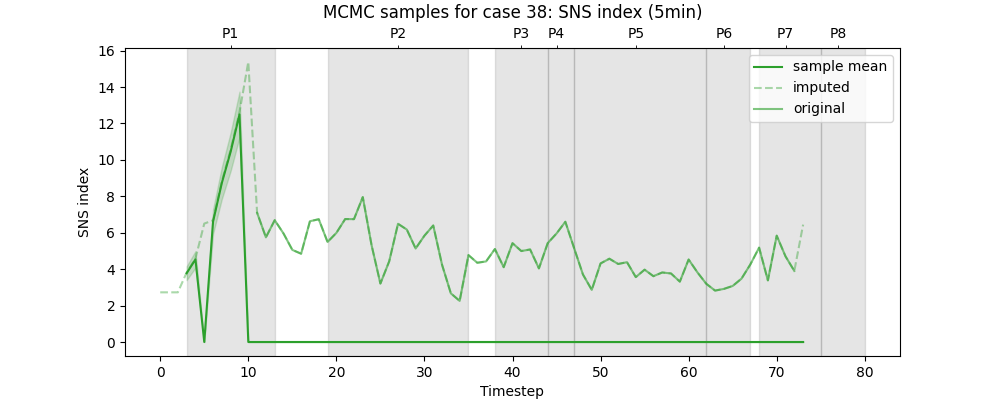 MCMC samples for case 38: SNS index (5min)
P1 P2 P3 P4 P5 P6 P7 P8
16
14
12
10
8
6
4
2
0
SNS index
sample mean
imputed
original
0 10 20 30 40 50 60 70 80
Timestep